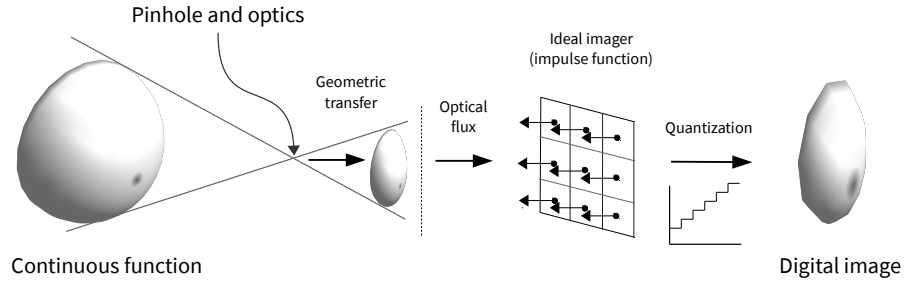 Pinhole and optics
Geometric
transfer
Optical
flux
Ideal imager
(impulse function)
Quantization
Continuous function
Digital image